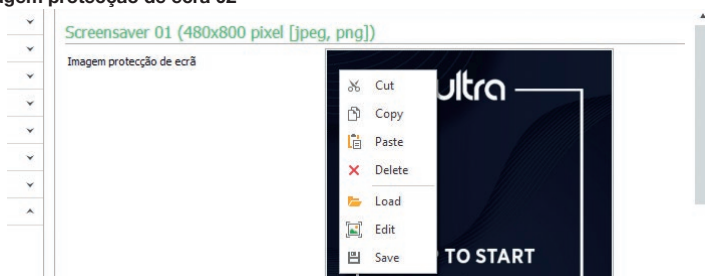 Screensaver 01 (480x800 pixel [jpeg, png])
Imagem protecção de ecrã
ultra
Cut
Copy
Paste
Delete
Load
Edit
Save
TO START